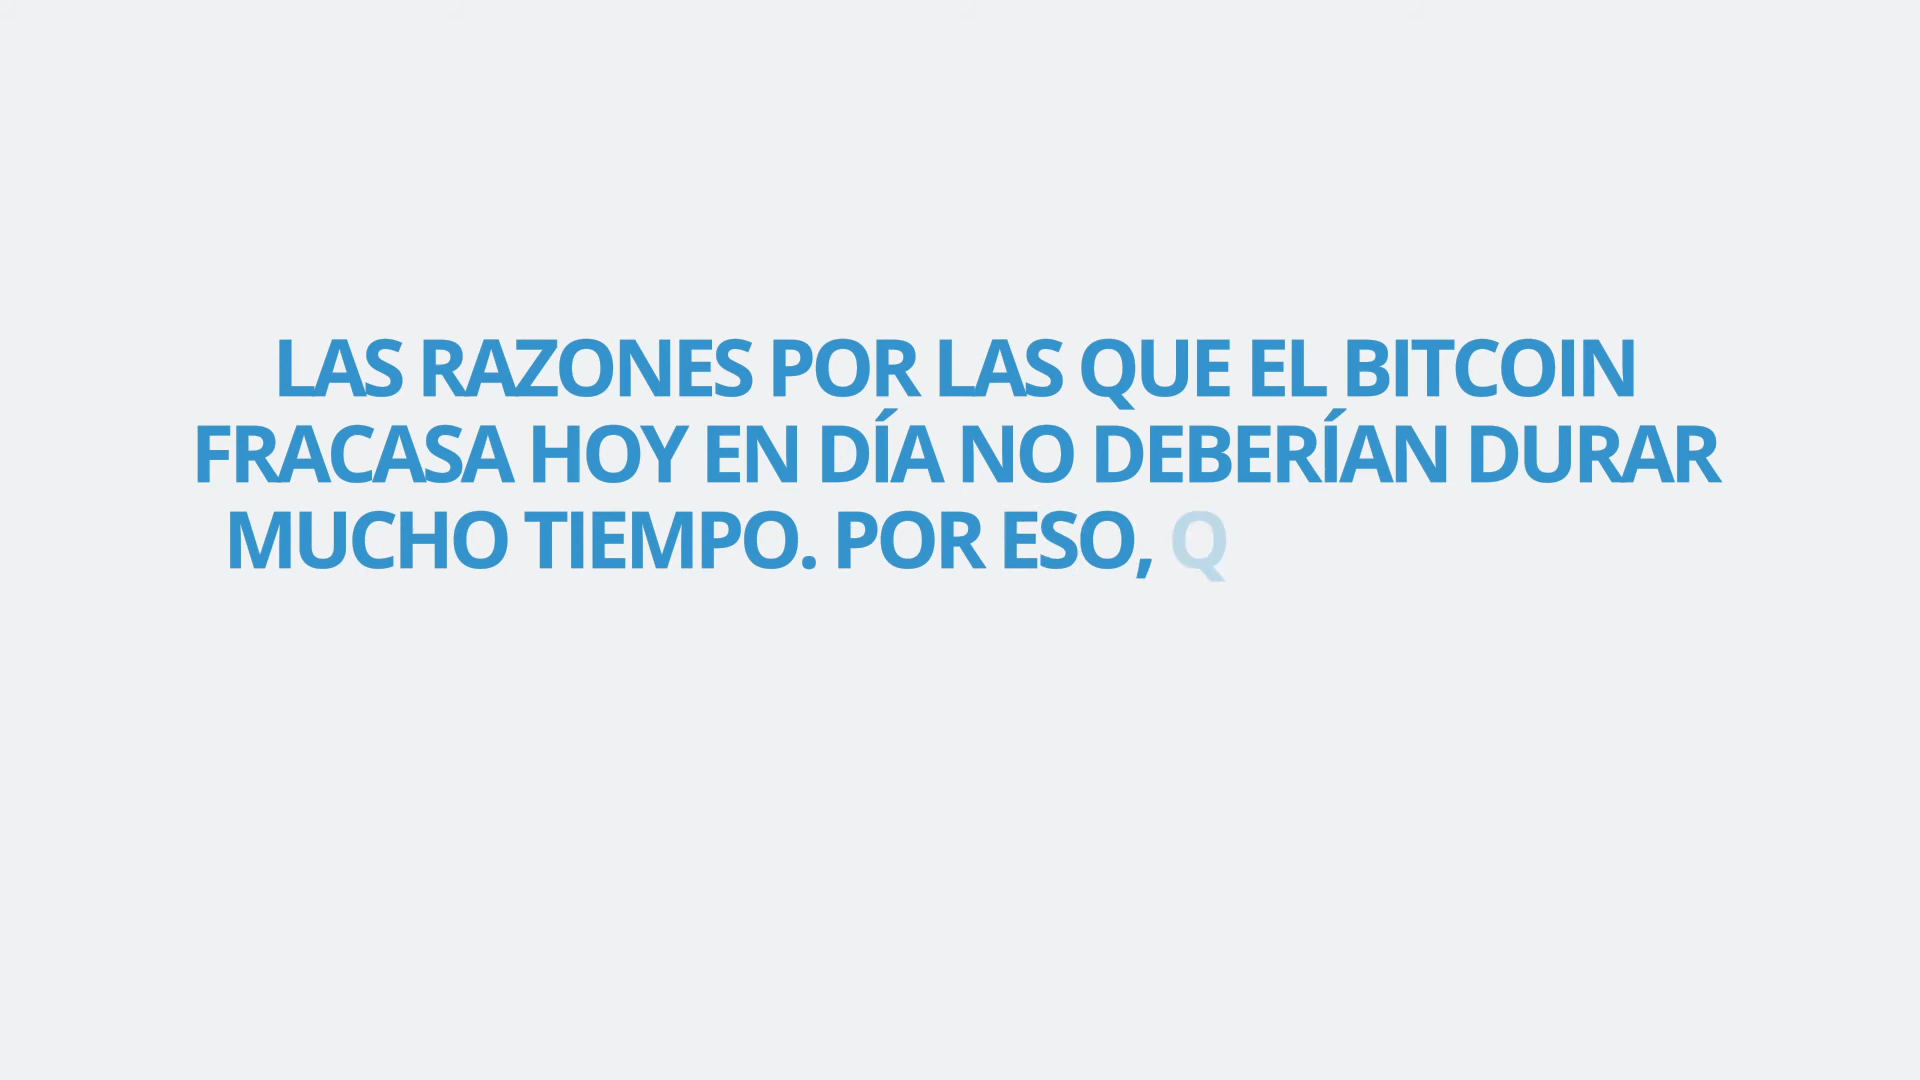 LAS RAZONES POR LAS QUE EL BITCOIN
FRACASA HOY EN DÍA NO DEBERÍAN DURAR
MUCHO TIEMPO. POR ESO, Q